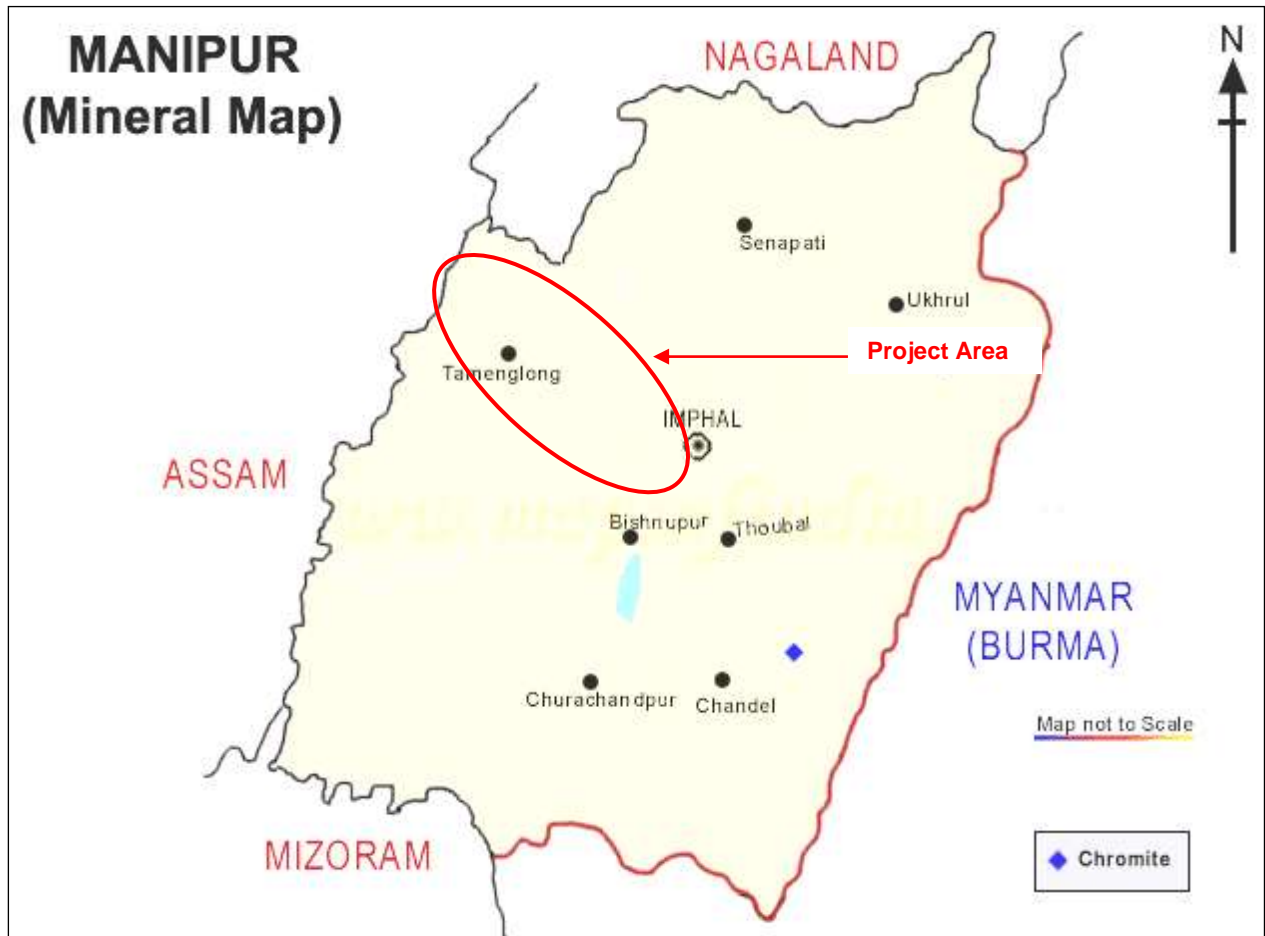 MANIPUR
(Mineral Map)
NAGALAND
N
Senapati
Ukhrul
Project Area
Tamenglong
IMPHAL
ASSAM
Bishnupur
Thoubal
MYANMAR
(BURMA)
Churachandpur
Chandel
Map not to Scale
MIZORAM
Chromite